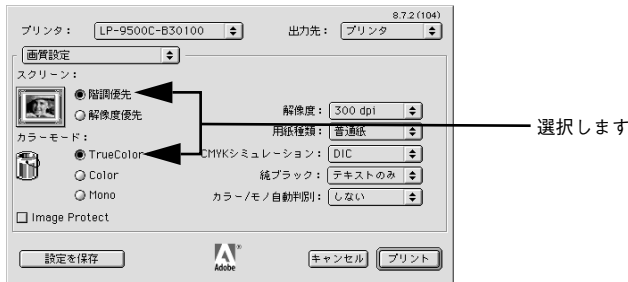 8.7.2 (104)
プリンタ： LP-9500C-B30100 出力先： プリンタ
画質設定
スクリーン：
階調優先
解像度優先
解像度： 300 dpi
用紙種類： 普通紙
選択します
カラーモード：
TrueColor
CMYKシミュレーション： DIC
Color
純ブラック： テキストのみ
Mono
カラー/モノ自動判別： しない
Image Protect
設定を保存
Adobe
キャンセル
プリント